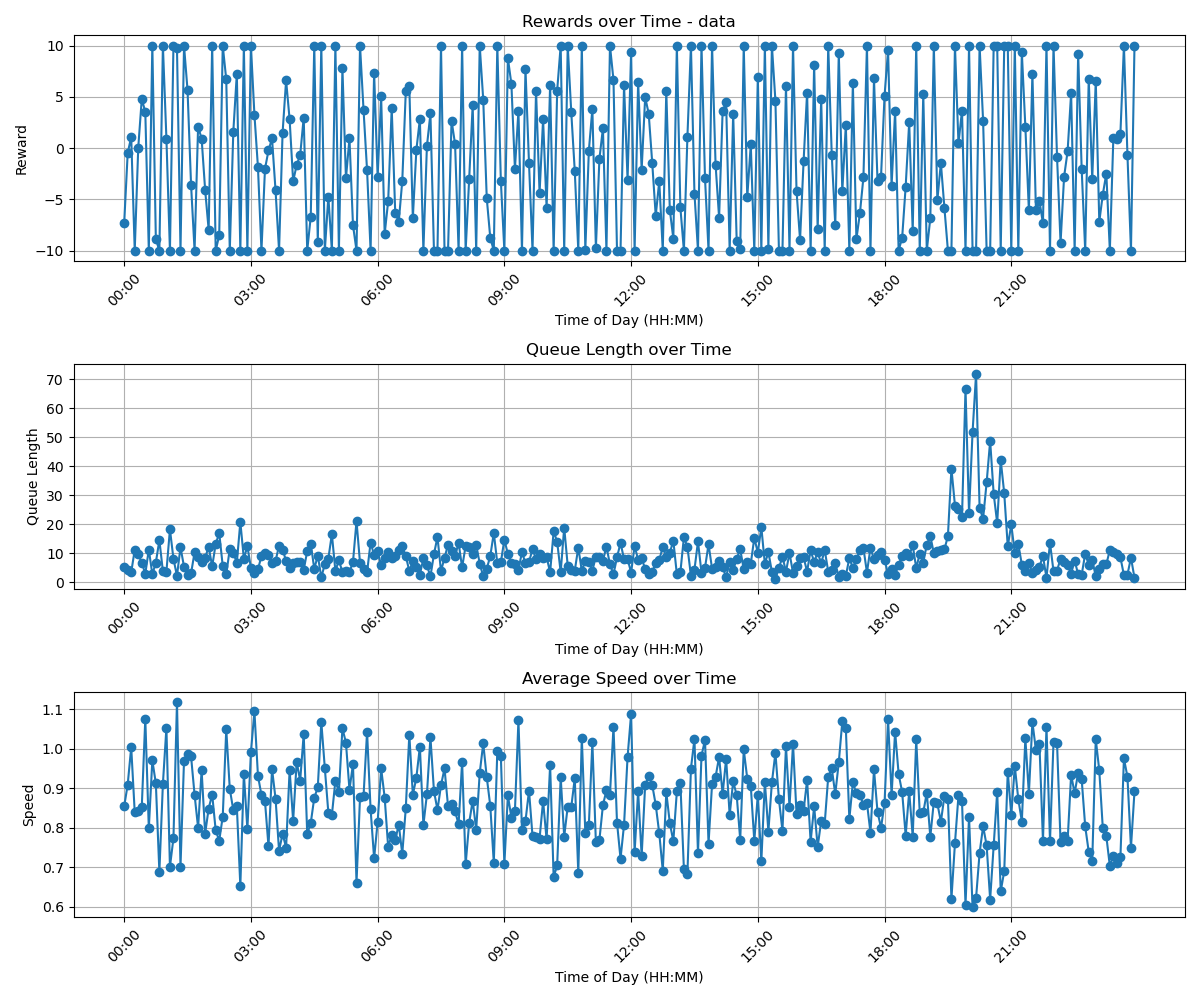 Rewards over Time - data
10
5
0
−5
−10
Reward
00:00 03:00 06:00 09:00 12:00 15:00 18:00 21:00
Time of Day (HH:MM)
Queue Length over Time
70
60
50
40
30
20
10
0
Queue Length
00:00 03:00 06:00 09:00 12:00 15:00 18:00 21:00
Time of Day (HH:MM)
Average Speed over Time
1.1
1.0
0.9
0.8
0.7
0.6
Speed
00:00 03:00 06:00 09:00 12:00 15:00 18:00 21:00
Time of Day (HH:MM)